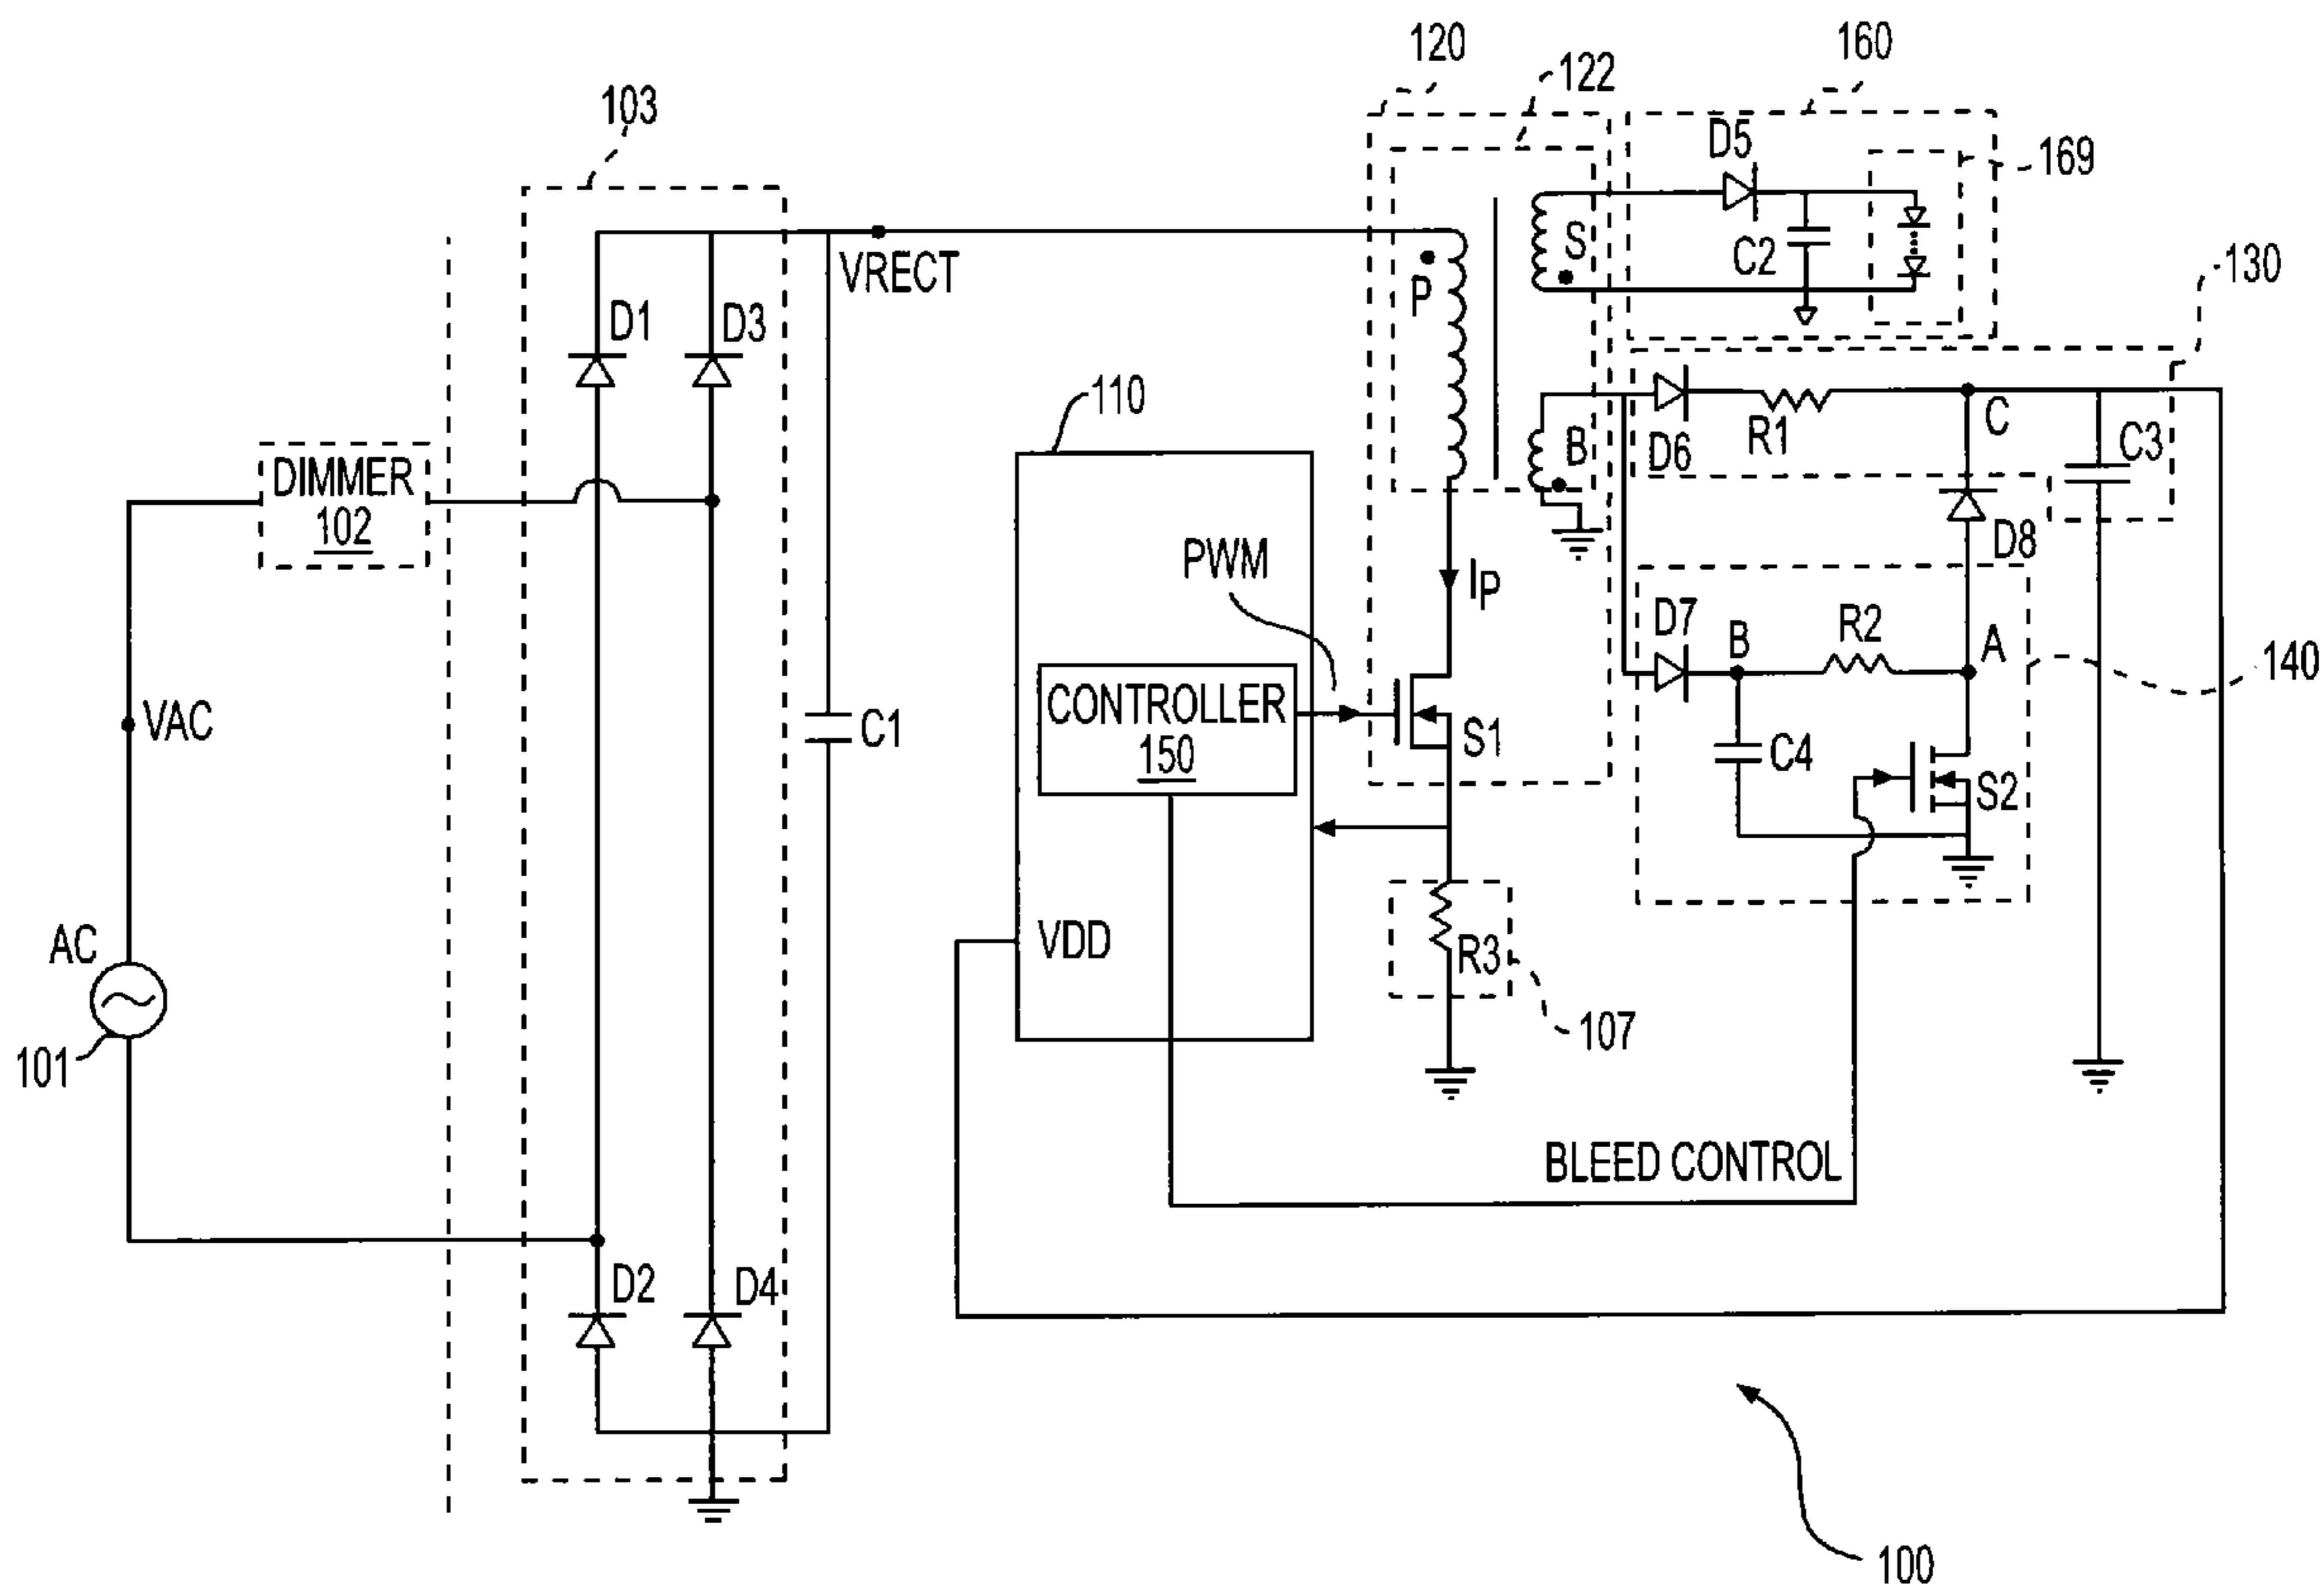 120
160
122
103
D5
169
S
C2
P
130
VRECT
D1
D3
110
C
R1
B
D6
C3
DIMMER
102
D8
PWM
IP
D7
B
R2
A
140
CONTROLLER
150
S1
VAC
C1
C4
S2
AC
VDD
R3
107
101
BLEED CONTROL
D2
D4
100